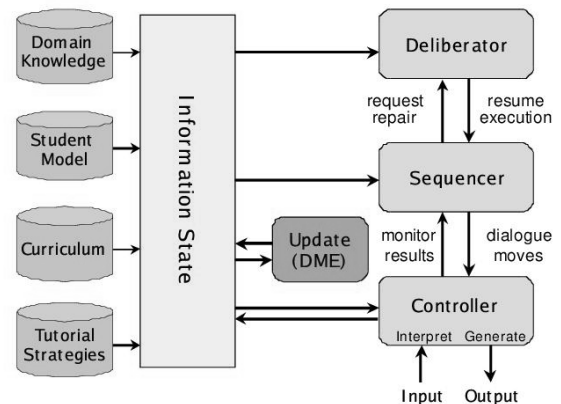 Domain
Knowledge
Student
Model
Curriculum
Tutorial
Strategies
Information State
Deliberator
request
repair
resume
execution
Sequencer
Update
(DME)
monitor
results
dialogue
moves
Controller
Interpret Generate
Input Output